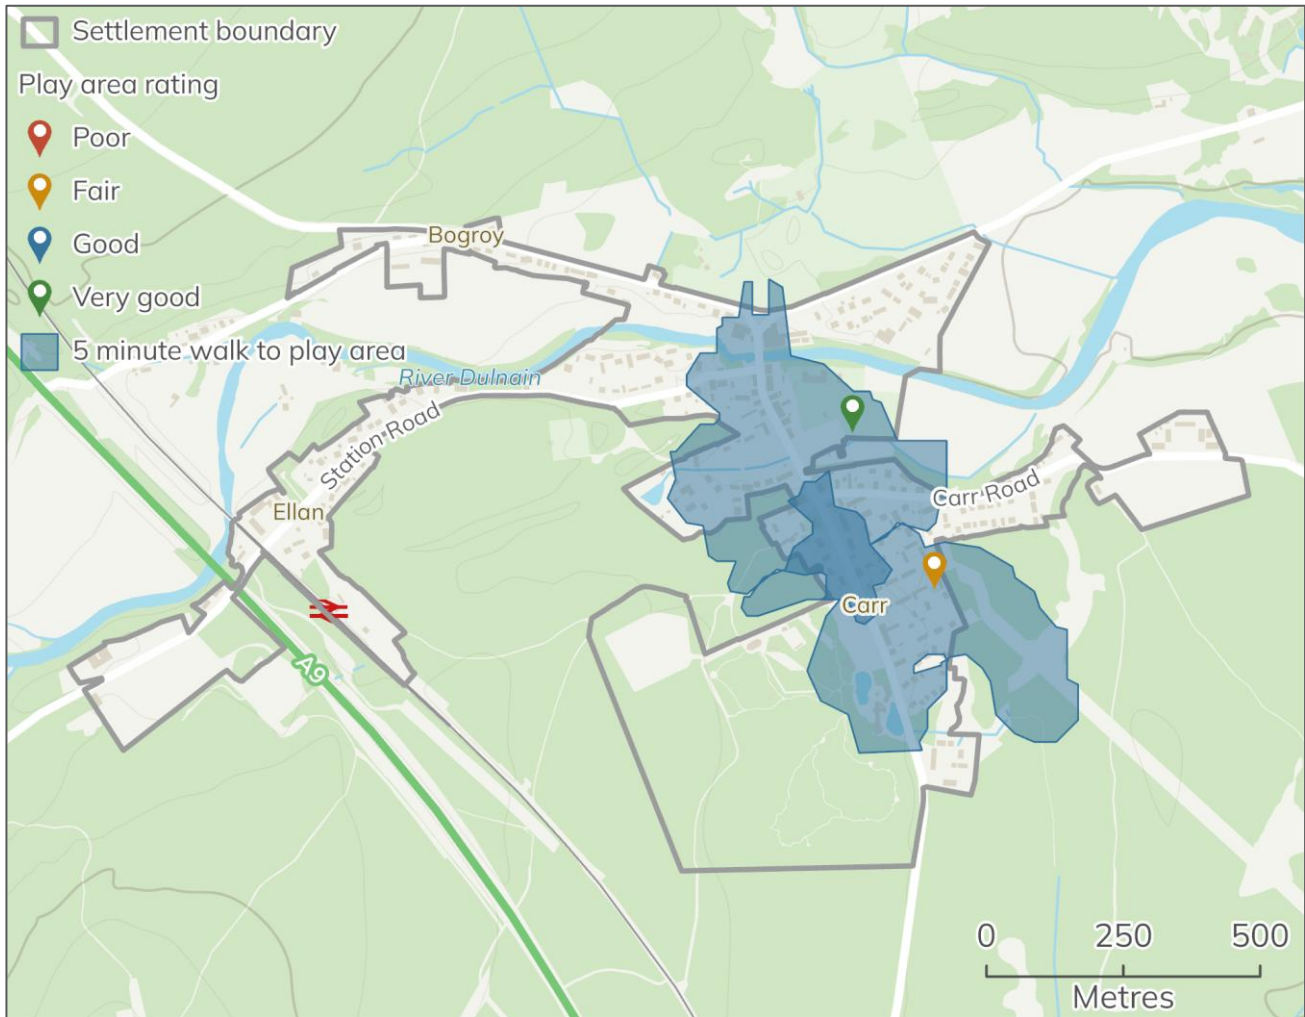 Settlement boundary
Play area rating
Poor
Fair
Good
Very good
5 minute walk to play area
Bogroy
River Dulnain
Station Road
Ellan
Carr Road
Carr
A9
0 250 500
Metres